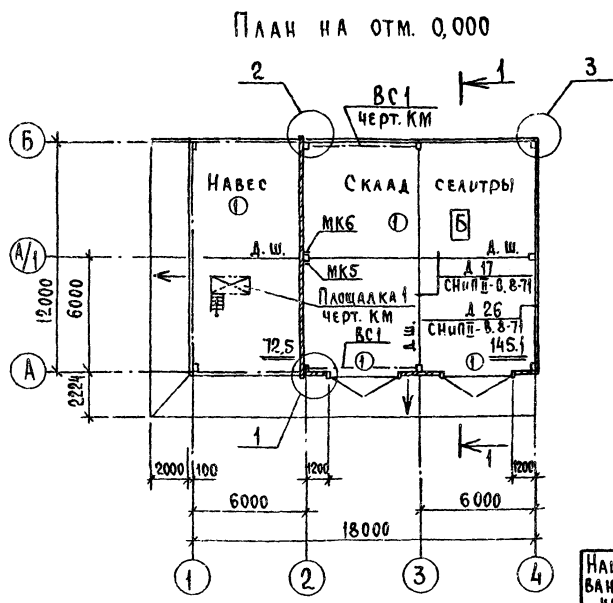 План на отм. 0,000
2
1
3
ВС1
черт. КМ
Б
Навес
1
Склад селитры
1
Б
МК6
А/1
Д.Ш.
Д.Ш.
МК5
Д 17
СНиП II-В.8-71
Площадка 1
черт. КМ
Д 26
СНиП II-В.8-71
ВС1
Д.Ш.
12000
6000
72,5
1
1
145.1
А
2224
1
1
2000
100
1200
1200
6000
6000
18000
1
2
3
4